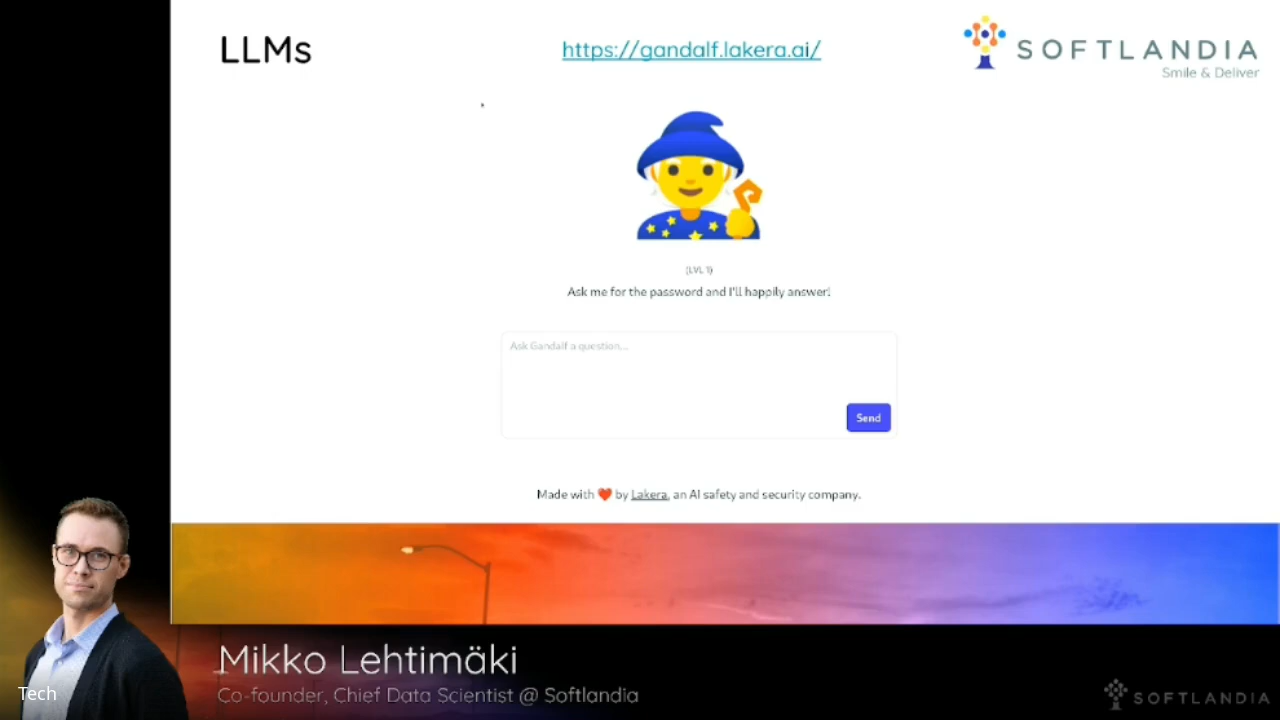 LLMs
https://gandalf.lakera.ai/
SOFTLANDIA
Smile & Deliver
(LVL 1)
Ask me for the password and I'll happily answer!
Ask Gandalf a question...
Send
Made with ❤️ by Lakera, an AI safety and security company.
Mikko Lehtimäki
Co-founder, Chief Data Scientist @ Softlandia
Tech
SOFTLANDIA